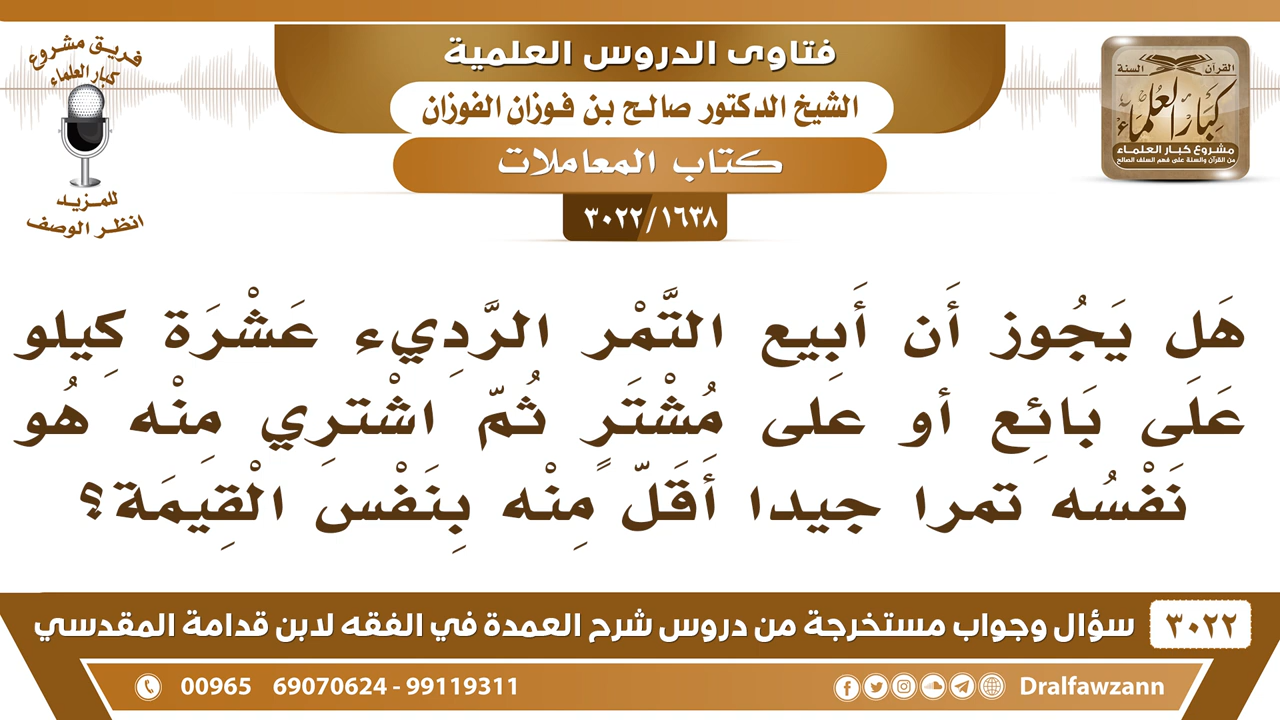 فريق مشروع
كبار العلماء
للمزيد
انظر الوصف
فتاوى الدروس العلمية
الشيخ الدكتور صالح بن فوزان الفوزان
كتاب المعاملات
٣٠٢٢/١٦٣٨
القرآن السنة
كبار العلماء
مشروع كبار العلماء
من القرآن والسنة على فهم السلف الصالح
هَل يَجُوز أَن أَبِيع التَّمْر الرَّدِيء عَشْرَة كِيلو
عَلَى بَائِع أو عَلى مُشْتَرٍ ثُمّ اشْترِي مِنْه هُو
نَفْسُه تمرا جيدا أَقَلّ مِنْه بِنَفْس الْقِيمَة؟
٣٠٢٢ سؤال وجواب مستخرجة من دروس شرح العمدة في الفقه لابن قدامة المقدسي
00965 69070624 - 99119311
Dralfawzann